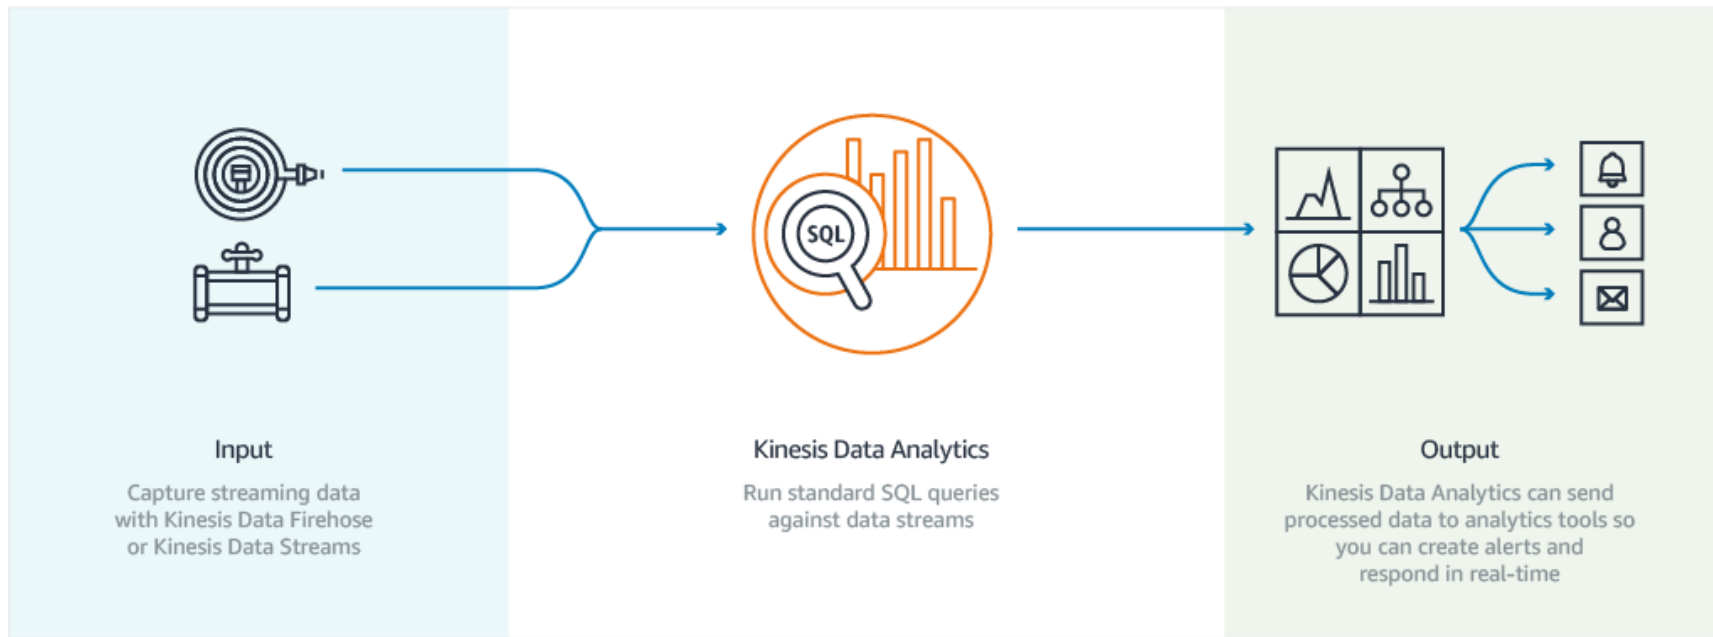 SQL
Input
Capture streaming data
with Kinesis Data Firehose
or Kinesis Data Streams
Kinesis Data Analytics
Run standard SQL queries
against data streams
Output
Kinesis Data Analytics can send
processed data to analytics tools so
you can create alerts and
respond in real-time